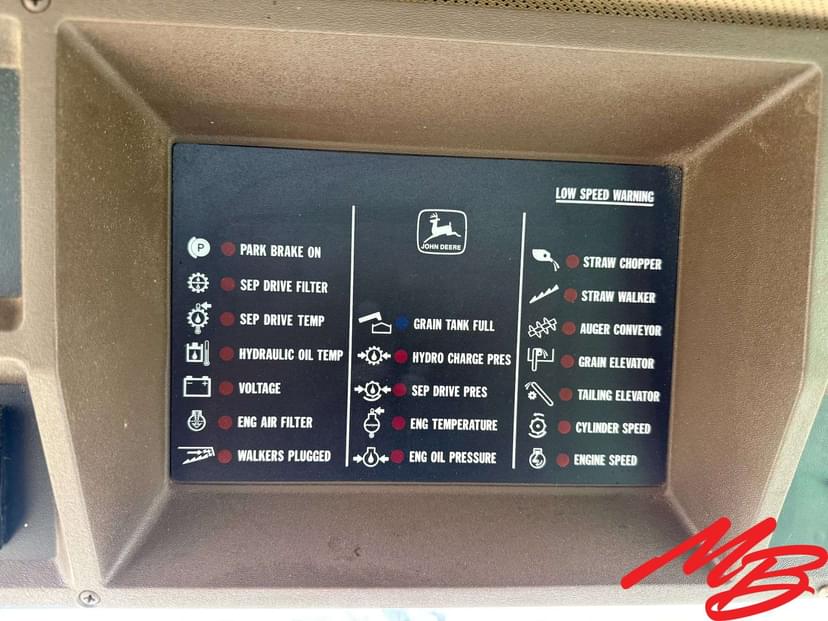 P
PARK BRAKE ON
SEP DRIVE FILTER
SEP DRIVE TEMP
HYDRAULIC OIL TEMP
VOLTAGE
ENG AIR FILTER
WALKERS PLUGGED
JOHN DEERE
GRAIN TANK FULL
HYDRO CHARGE PRES
SEP DRIVE PRES
ENG TEMPERATURE
ENG OIL PRESSURE
LOW SPEED WARNING
STRAW CHOPPER
STRAW WALKER
AUGER CONVEYOR
GRAIN ELEVATOR
TAILING ELEVATOR
CYLINDER SPEED
ENGINE SPEED
MB